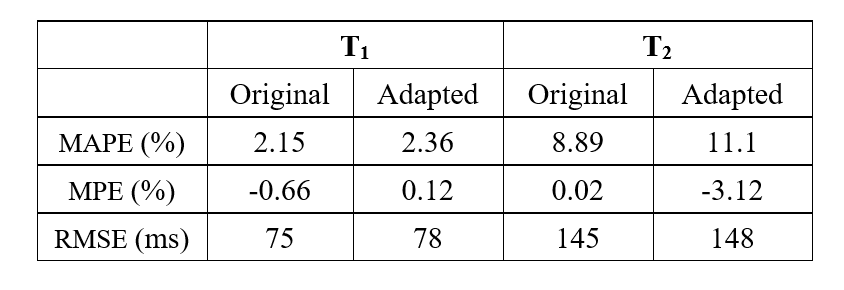 T₁ T₂
Original Adapted Original Adapted
MAPE (%) 2.15 2.36 8.89 11.1
MPE (%) -0.66 0.12 0.02 -3.12
RMSE (ms) 75 78 145 148